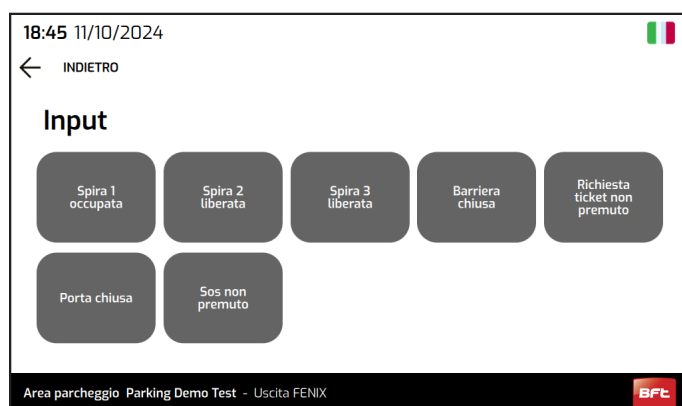 18:45 11/10/2024
INDIETRO
Input
Spira 1
occupata
Spira 2
liberata
Spira 3
liberata
Barriera
chiusa
Richiesta
ticket non
premuto
Porta chiusa
Sos non
premuto
Area parcheggio Parking Demo Test - Uscita FENIX
BFt